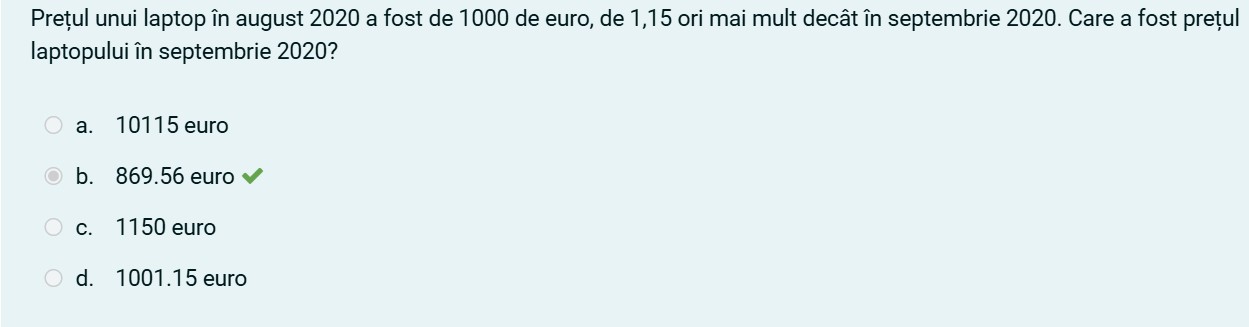 Prețul unui laptop în august 2020 a fost de 1000 de euro, de 1,15 ori mai mult decât în septembrie 2020. Care a fost prețul
laptopului în septembrie 2020?
a. 10115 euro
b. 869.56 euro
c. 1150 euro
d. 1001.15 euro